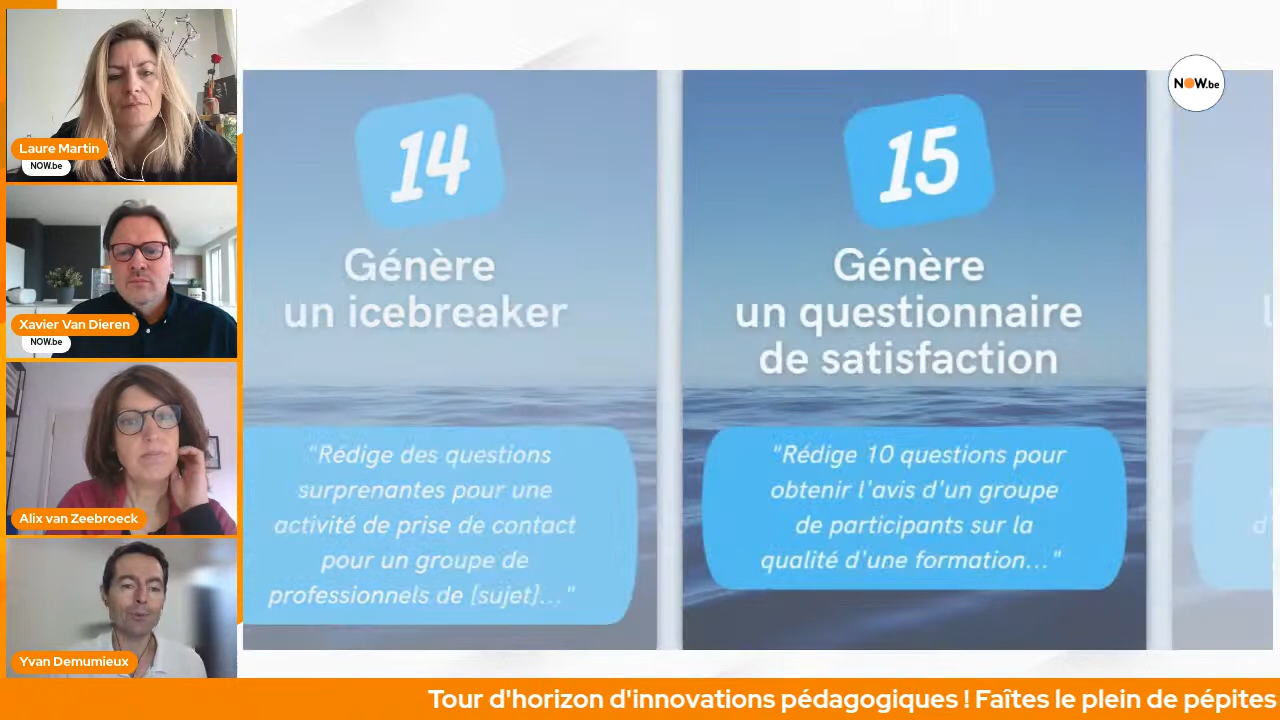 Laure Martin
NOW.be
Xavier Van Dieren
NOW.be
Alix van Zeebroeck
Yvan Demumieux
14
Génère
un icebreaker
"Rédige des questions
surprenantes pour une
activité de prise de contact
pour un groupe de
professionnels de [sujet]..."
15
Génère
un questionnaire
de satisfaction
"Rédige 10 questions pour
obtenir l'avis d'un groupe
de participants sur la
qualité d'une formation..."
NOW.be
Tour d'horizon d'innovations pédagogiques ! Faîtes le plein de pépites